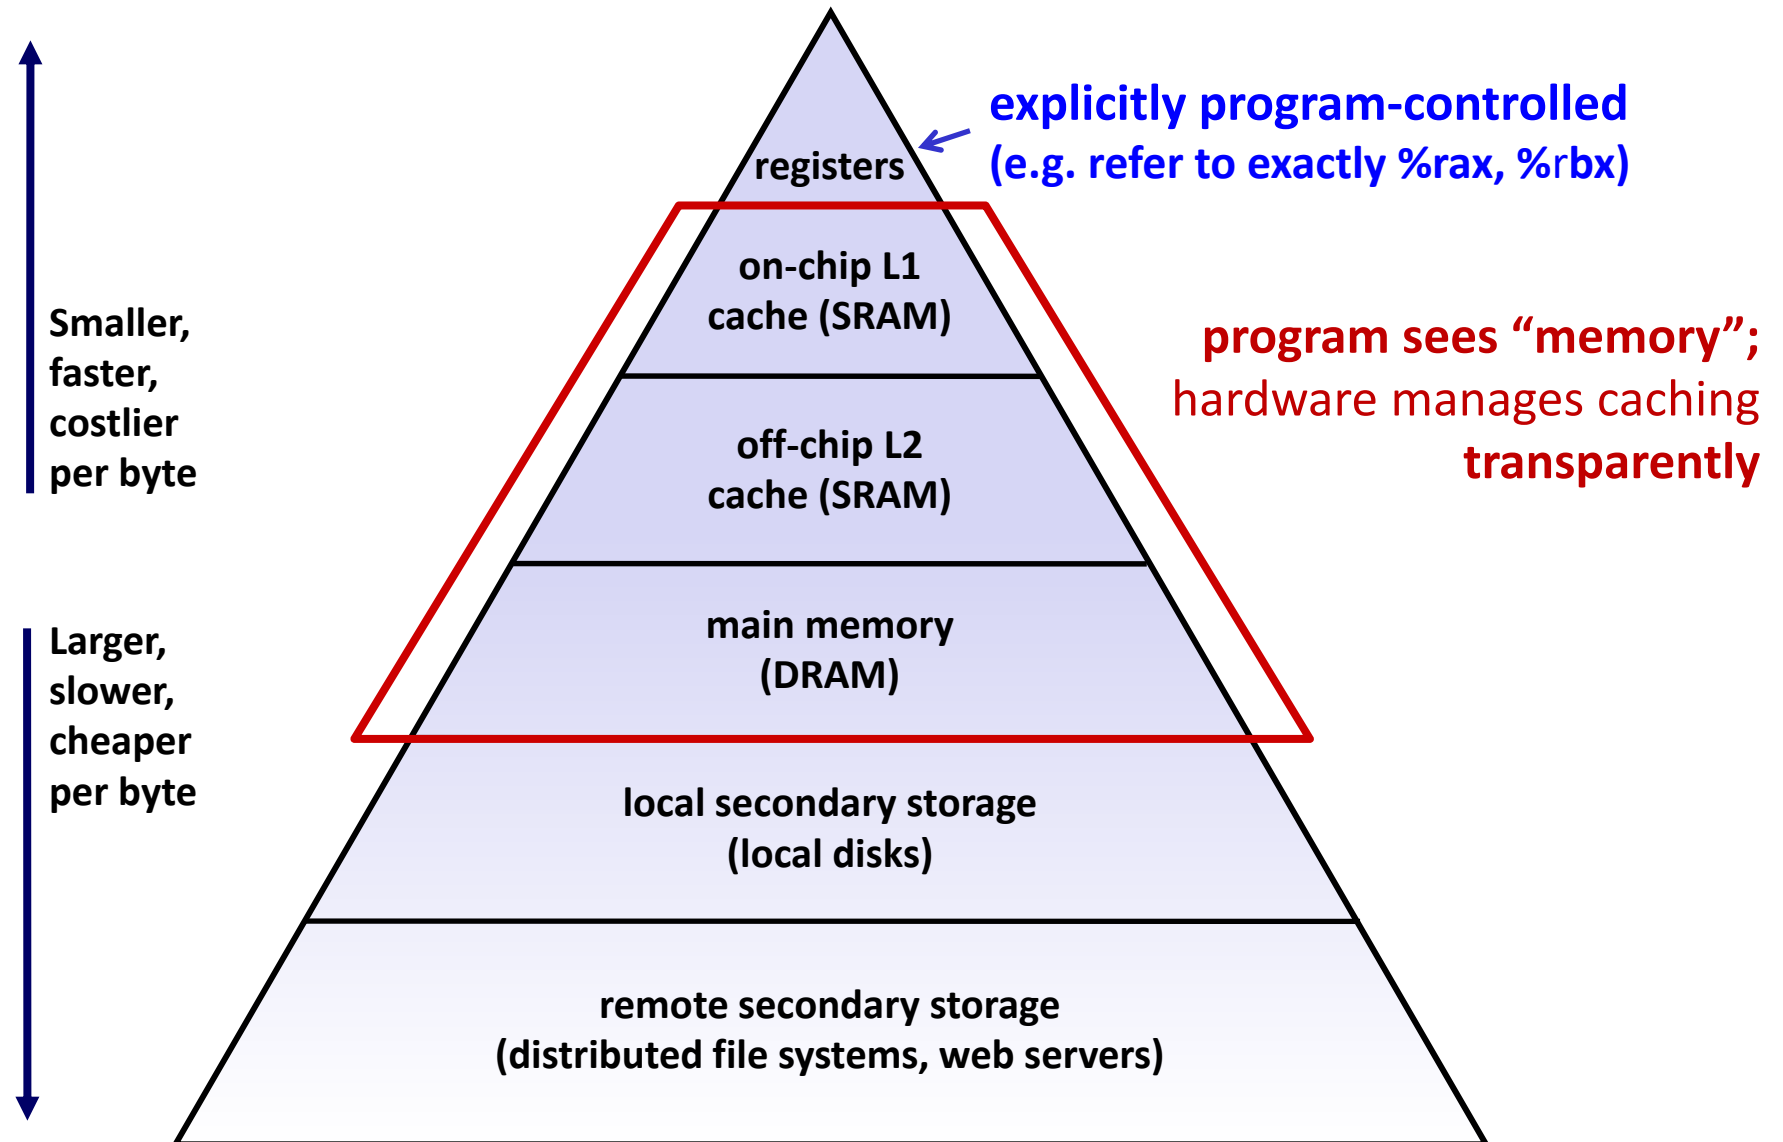 explicitly program-controlled
(e.g. refer to exactly %rax, %rbx)
registers
on-chip L1
cache (SRAM)
program sees “memory”;
hardware manages caching
transparently
Smaller,
faster,
costlier
per byte
off-chip L2
cache (SRAM)
main memory
(DRAM)
Larger,
slower,
cheaper
per byte
local secondary storage
(local disks)
remote secondary storage
(distributed file systems, web servers)